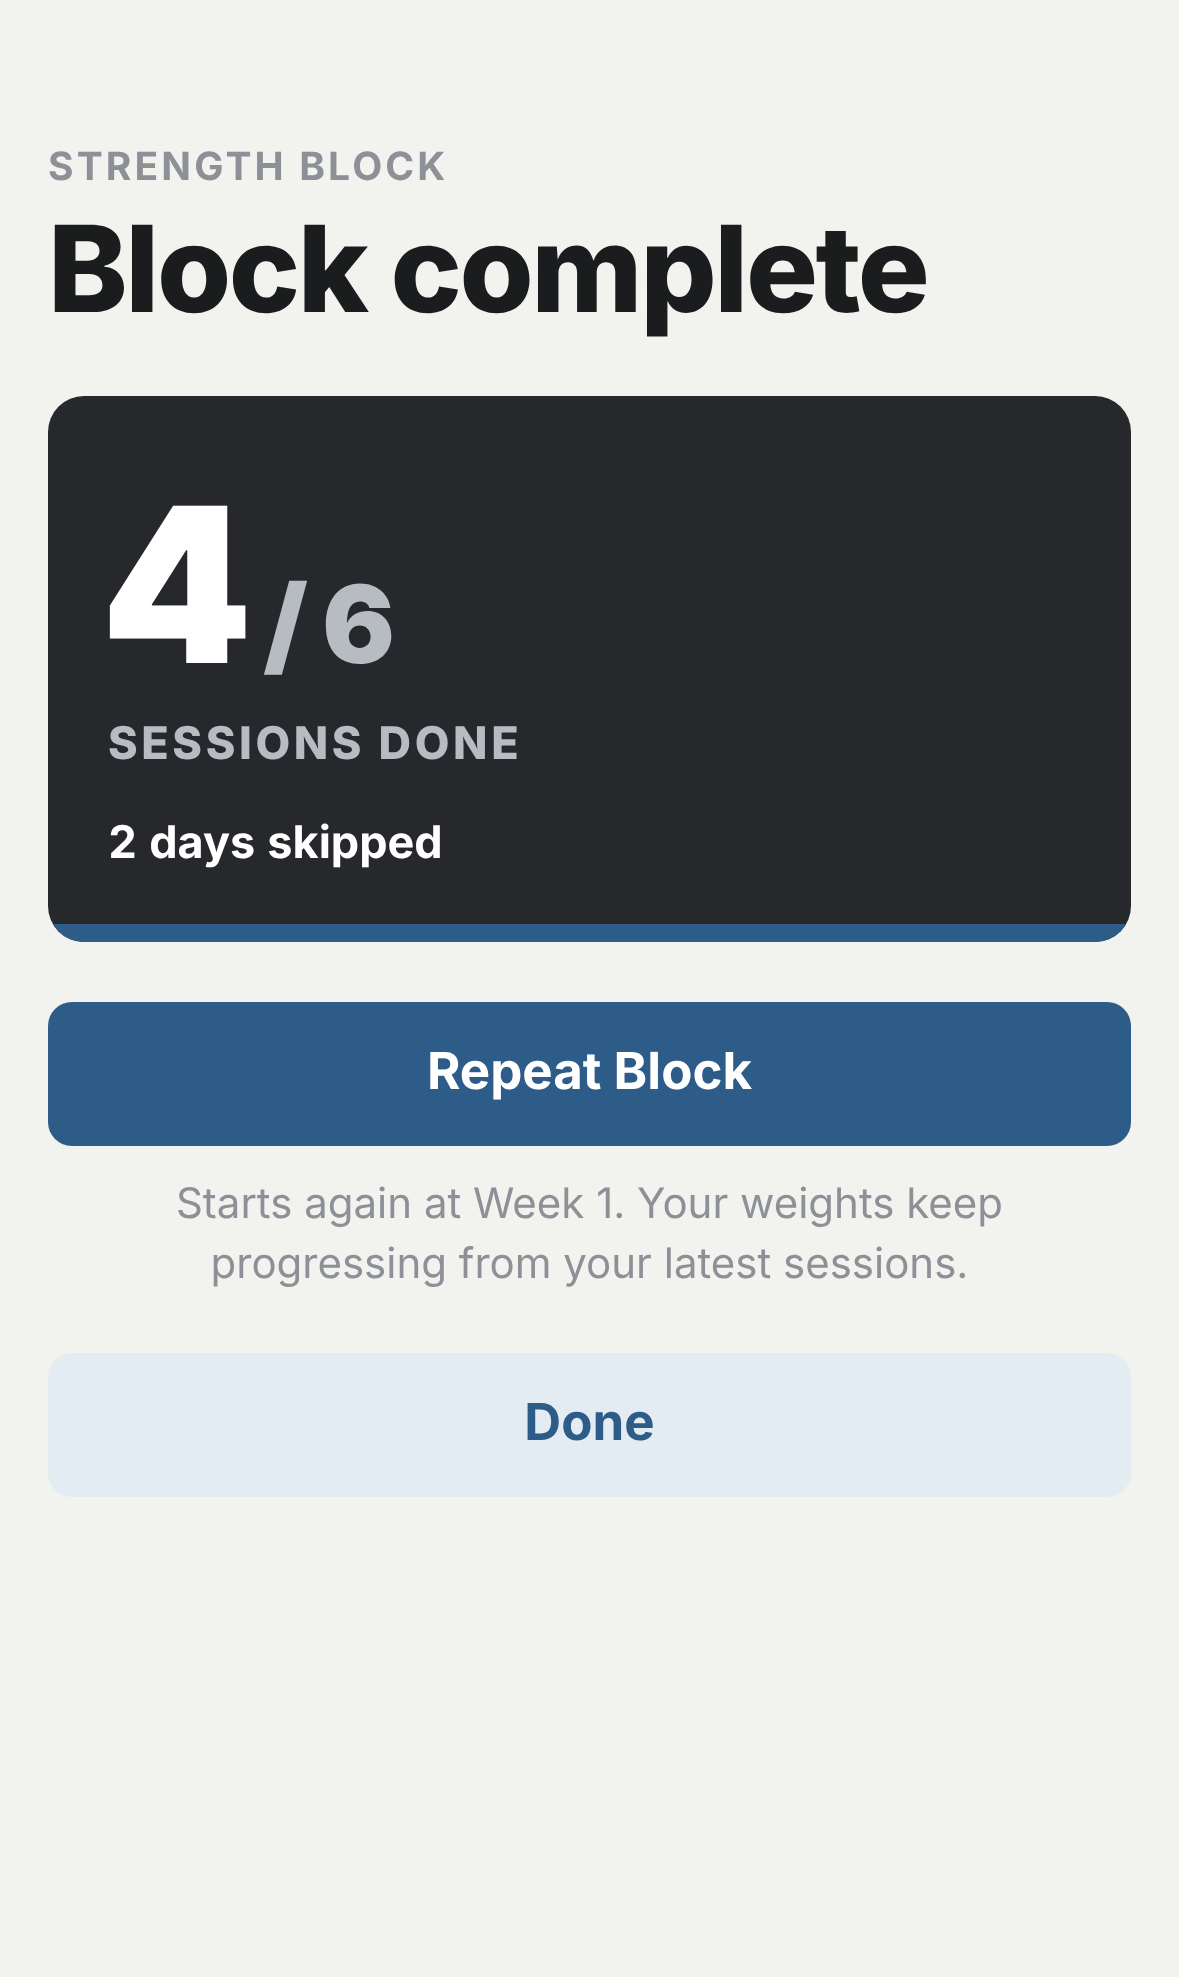 STRENGTH BLOCK
Block complete
4 / 6
SESSIONS DONE
2 days skipped
Repeat Block
Starts again at Week 1. Your weights keep
progressing from your latest sessions.
Done